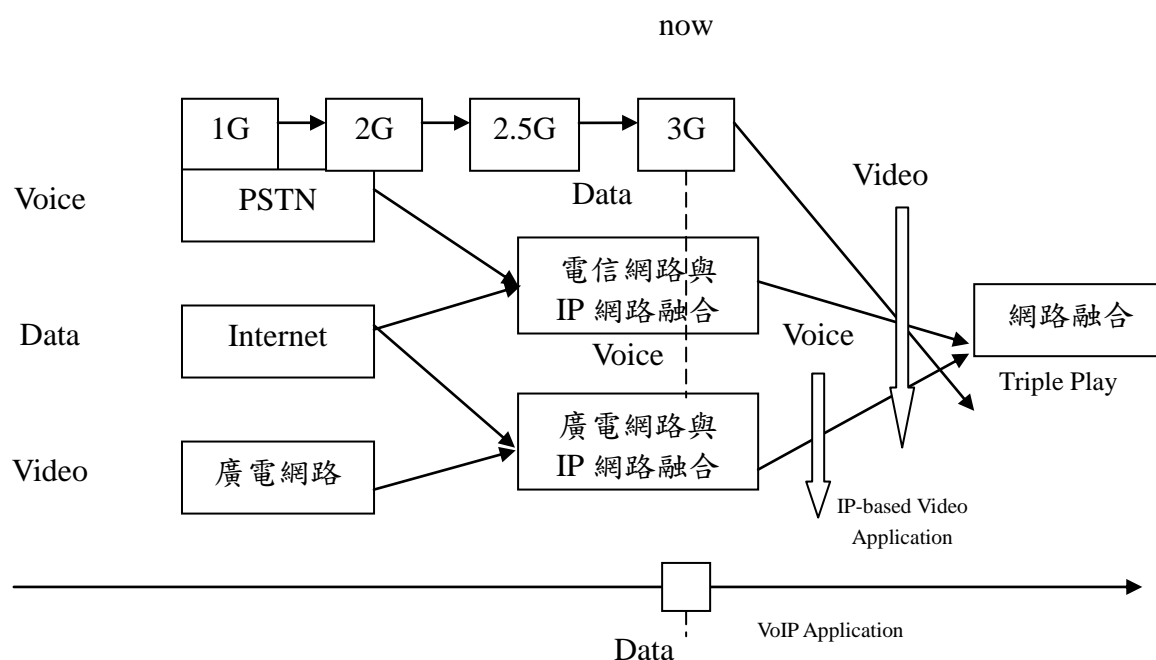 now
1G
2G
2.5G
3G
Voice
PSTN
Data
Video
電信網路與
IP 網路融合
Data
Internet
Voice
Voice
網路融合
Triple Play
Video
廣電網路
廣電網路與
IP 網路融合
IP-based Video
Application
Data
VoIP Application